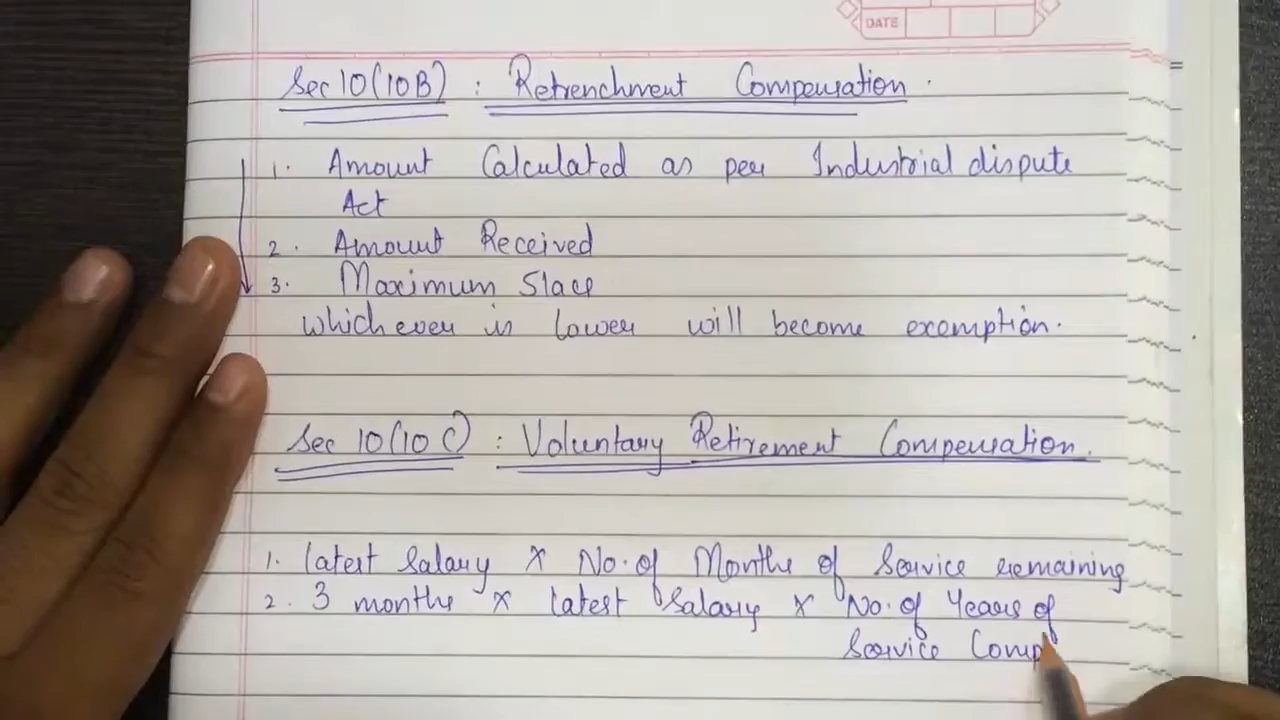 DATE
Sec 10(10B) : Retrenchment Compensation.
1. Amount Calculated as per Industrial dispute
Act
2. Amount Received
3. Maximum Slab
which ever is lower will become exemption.
Sec 10(10C) : Voluntary Retirement Compensation.
1. latest Salary x No. of Months of Service remaining
2. 3 months x latest Salary x No. of Years of
Service Comp